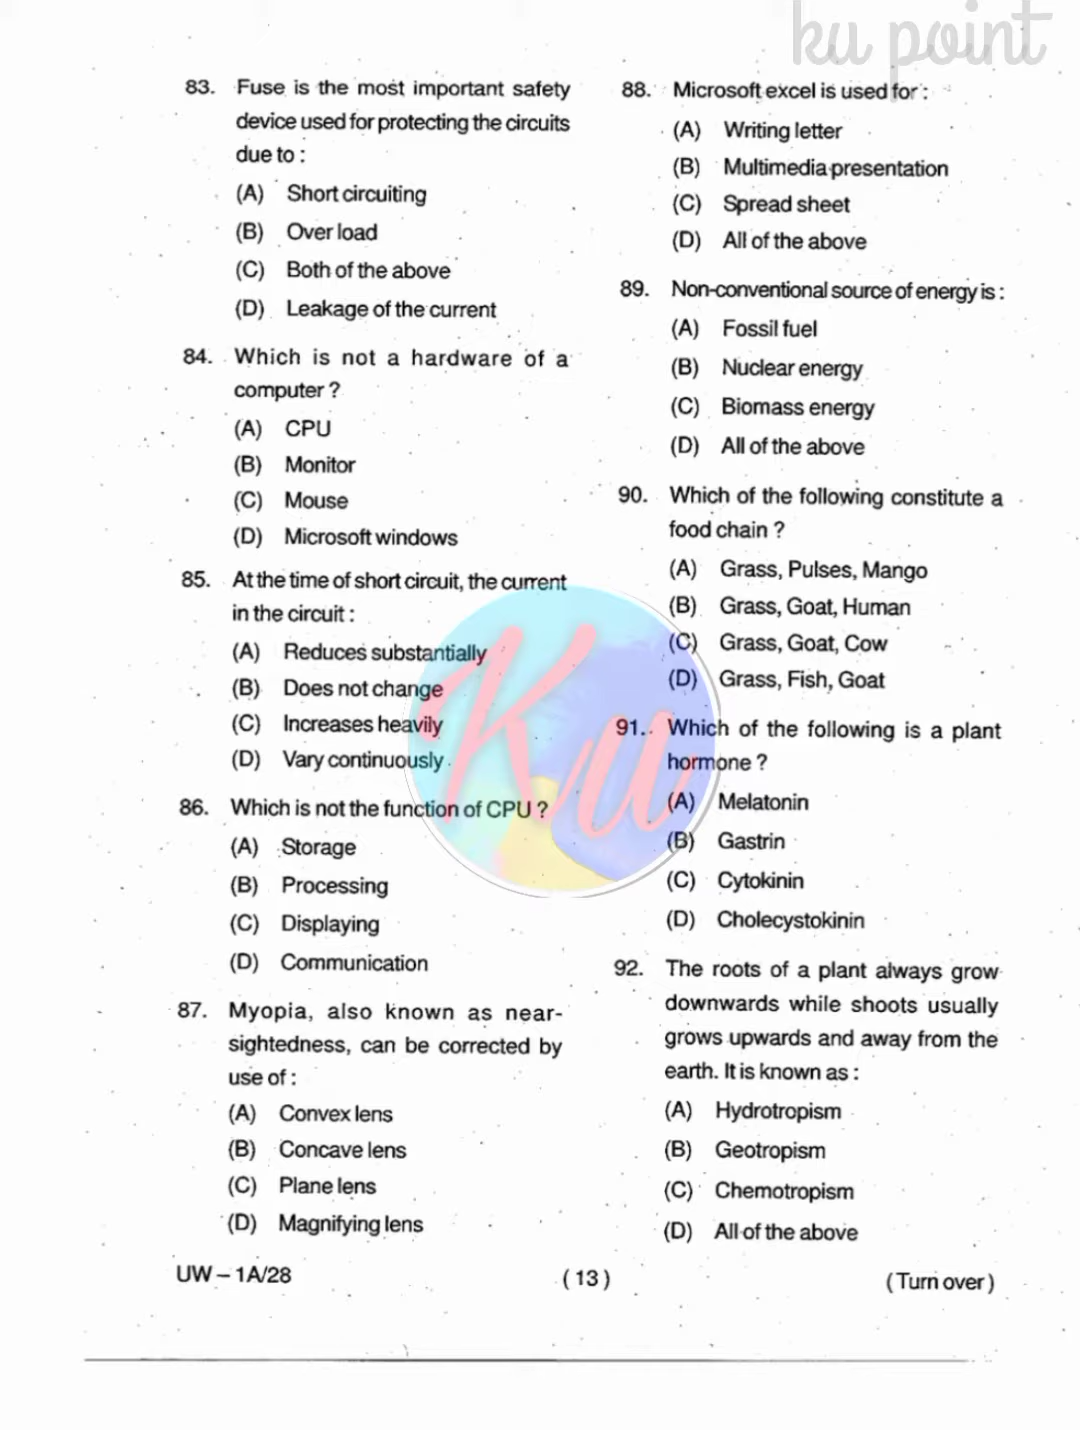 ku point
83. Fuse is the most important safety
device used for protecting the circuits
due to :
(A) Short circuiting
(B) Over load
(C) Both of the above
(D) Leakage of the current
84. Which is not a hardware of a
computer ?
(A) CPU
(B) Monitor
(C) Mouse
(D) Microsoft windows
85. At the time of short circuit, the current
in the circuit :
(A) Reduces substantially
(B) Does not change
(C) Increases heavily
(D) Vary continuously
86. Which is not the function of CPU ?
(A) Storage
(B) Processing
(C) Displaying
(D) Communication
87. Myopia, also known as near-
sightedness, can be corrected by
use of :
(A) Convex lens
(B) Concave lens
(C) Plane lens
(D) Magnifying lens
88. Microsoft excel is used for :
(A) Writing letter
(B) Multimedia presentation
(C) Spread sheet
(D) All of the above
89. Non-conventional source of energy is :
(A) Fossil fuel
(B) Nuclear energy
(C) Biomass energy
(D) All of the above
90. Which of the following constitute a
food chain ?
(A) Grass, Pulses, Mango
(B) Grass, Goat, Human
(C) Grass, Goat, Cow
(D) Grass, Fish, Goat
91. Which of the following is a plant
hormone ?
(A) Melatonin
(B) Gastrin
(C) Cytokinin
(D) Cholecystokinin
92. The roots of a plant always grow
downwards while shoots usually
grows upwards and away from the
earth. It is known as :
(A) Hydrotropism
(B) Geotropism
(C) Chemotropism
(D) All of the above
Ku
UW – 1A/28
( 13 )
( Turn over )